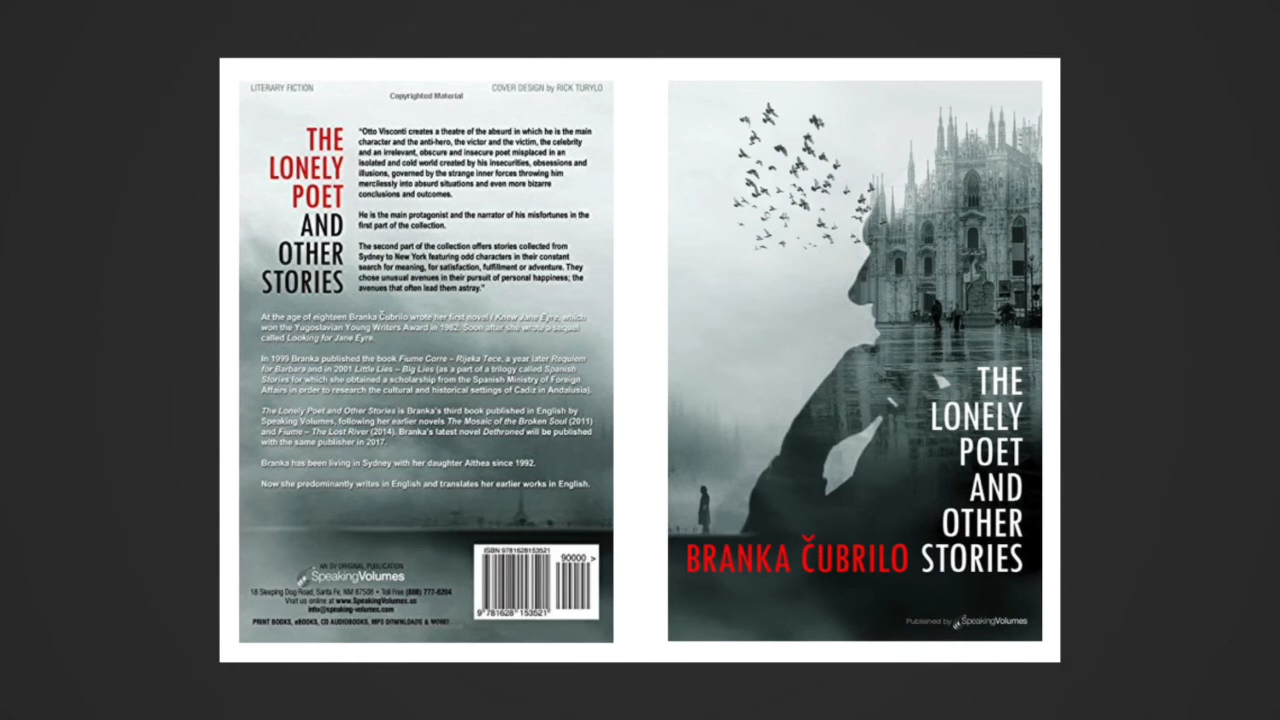 LITERARY FICTION
COVER DESIGN by RICK TURYLO
Copyrighted Material
THE
LONELY
POET
AND
OTHER
STORIES
"Otto Visconti creates a theatre of the absurd in which he is the main
character and the anti-hero, the victor and the victim, the celebrity
and an irrelevant, obscure and insecure poet misplaced in an
isolated and cold world created by his insecurities, obsessions and
illusions, governed by the strange inner forces throwing him
mercilessly into absurd situations and even more bizarre
conclusions and outcomes.
He is the main protagonist and the narrator of his misfortunes in the
first part of the collection.
The second part of the collection offers stories collected from
Sydney to New York featuring odd characters in their constant
search for meaning, for satisfaction, fulfillment or adventure. They
chose unusual avenues in their pursuit of personal happiness; the
avenues that often lead them astray."
At the age of eighteen Branka Čubrilo wrote her first novel I Knew Jane Eyre, which
won the Yugoslavian Young Writers Award in 1982. Soon after she wrote a sequel
called Looking for Jane Eyre.
In 1999 Branka published the book Fiume Corre – Rijeka Tece, a year later Requiem
for Barbara and in 2001 Little Lies – Big Lies (as a part of a trilogy called Spanish
Stories for which she obtained a scholarship from the Spanish Ministry of Foreign
Affairs in order to research the cultural and historical settings of Cadiz in Andalusia).
The Lonely Poet and Other Stories is Branka's third book published in English by
Speaking Volumes, following her earlier novels The Mosaic of the Broken Soul (2011)
and Fiume – The Lost River (2014). Branka's latest novel Dethroned will be published
with the same publisher in 2017.
Branka has been living in Sydney with her daughter Althea since 1992.
Now she predominantly writes in English and translates her earlier works in English.
AN SV ORIGINAL PUBLICATION
SpeakingVolumes
18 Sleeping Dog Road, Santa Fe, NM 87508 • Toll Free (888) 777-6204
Visit us online at www.SpeakingVolumes.us
info@speaking-volumes.com
PRINT BOOKS, eBOOKS, CD AUDIOBOOKS, MP3 DOWNLOADS & MORE!
ISBN 9781628153521
90000 >
9 781628 153521
THE
LONELY
POET
AND
OTHER
BRANKA ČUBRILO STORIES
Published by SpeakingVolumes